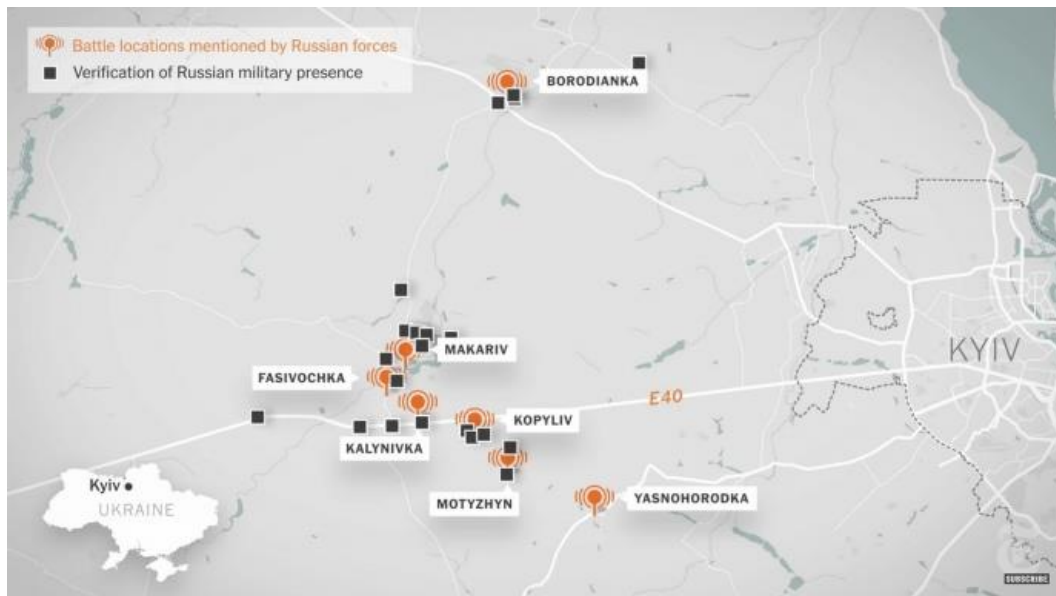 Battle locations mentioned by Russian forces
Verification of Russian military presence
BORODIANKA
MAKARIV
KYIV
FASIVOCHKA
E40
KOPYLIV
KALYNIVKA
Kyiv
UKRAINE
MOTYZHYN
YASNOHORODKA
SUBSCRIBE